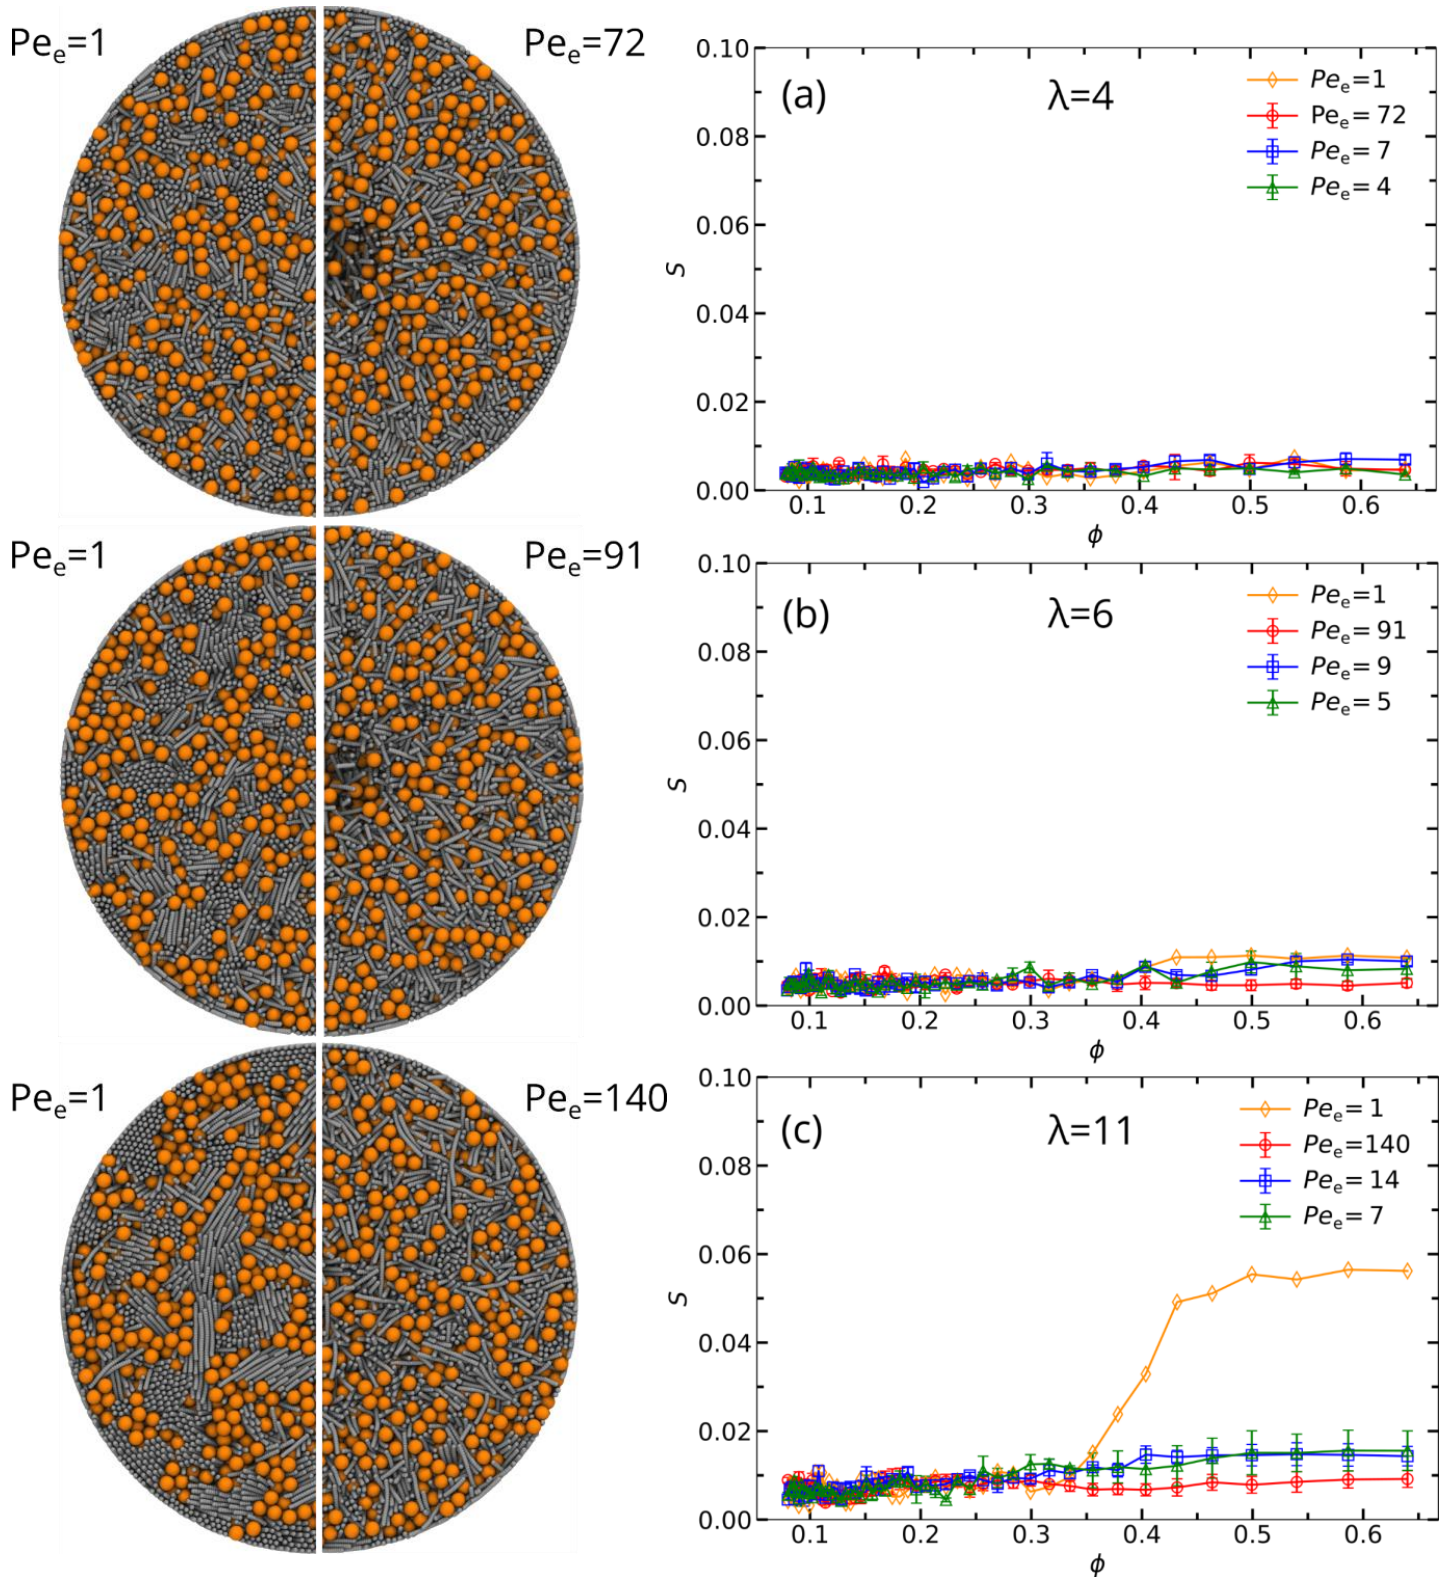 Pe_e=1 Pe_e=72
(a) λ=4
Pe_e=1
Pe_e=72
Pe_e=7
Pe_e=4
0.10
0.08
0.06
0.04
0.02
0.00
S
0.1 0.2 0.3 0.4 0.5 0.6
ϕ
Pe_e=1 Pe_e=91
(b) λ=6
Pe_e=1
Pe_e=91
Pe_e=9
Pe_e=5
0.10
0.08
0.06
0.04
0.02
0.00
S
0.1 0.2 0.3 0.4 0.5 0.6
ϕ
Pe_e=1 Pe_e=140
(c) λ=11
Pe_e=1
Pe_e=140
Pe_e=14
Pe_e=7
0.10
0.08
0.06
0.04
0.02
0.00
S
0.1 0.2 0.3 0.4 0.5 0.6
ϕ